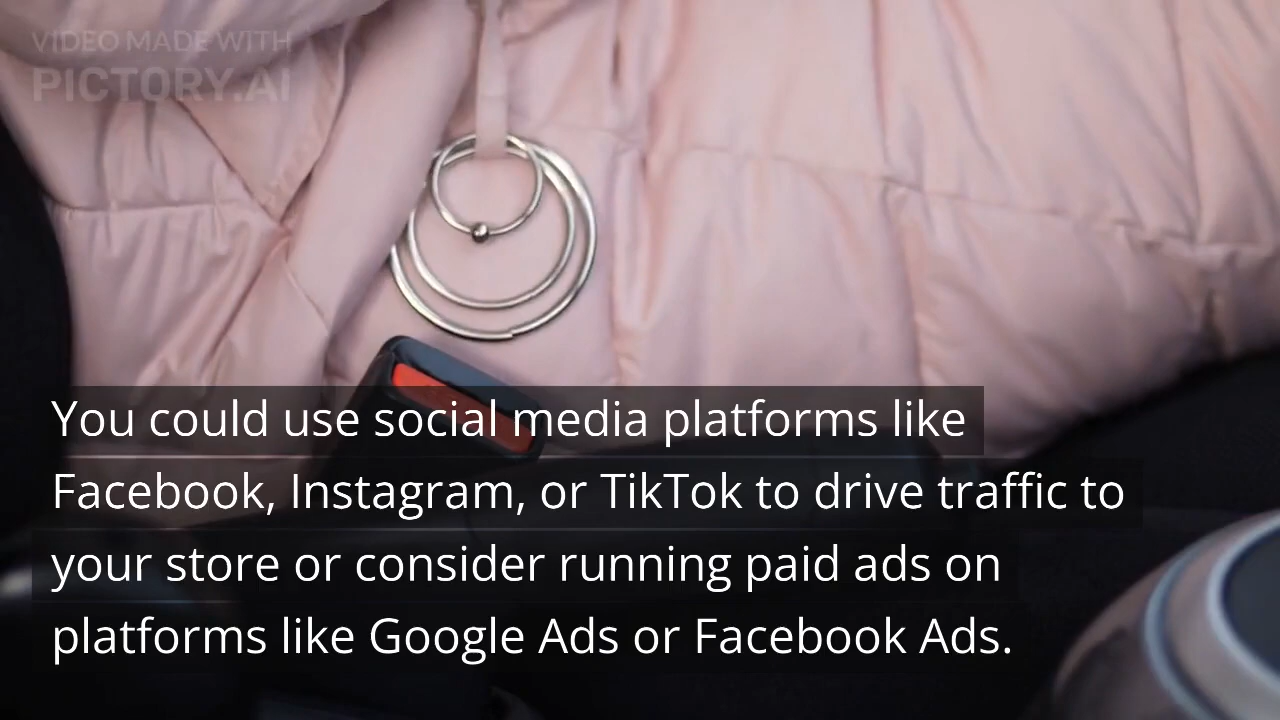 VIDEO MADE WITH
PICTORY.AI
You could use social media platforms like
Facebook, Instagram, or TikTok to drive traffic to
your store or consider running paid ads on
platforms like Google Ads or Facebook Ads.